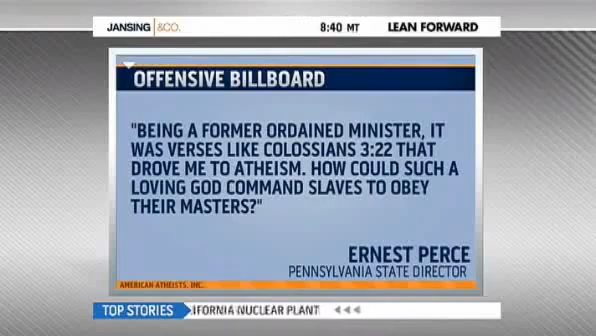 JANSING &CO. 8:40 MT LEAN FORWARD
OFFENSIVE BILLBOARD
"BEING A FORMER ORDAINED MINISTER, IT
WAS VERSES LIKE COLOSSIANS 3:22 THAT
DROVE ME TO ATHEISM. HOW COULD SUCH A
LOVING GOD COMMAND SLAVES TO OBEY
THEIR MASTERS?"
ERNEST PERCE
PENNSYLVANIA STATE DIRECTOR
AMERICAN ATHEISTS, INC.
TOP STORIES IFORNIA NUCLEAR PLANT